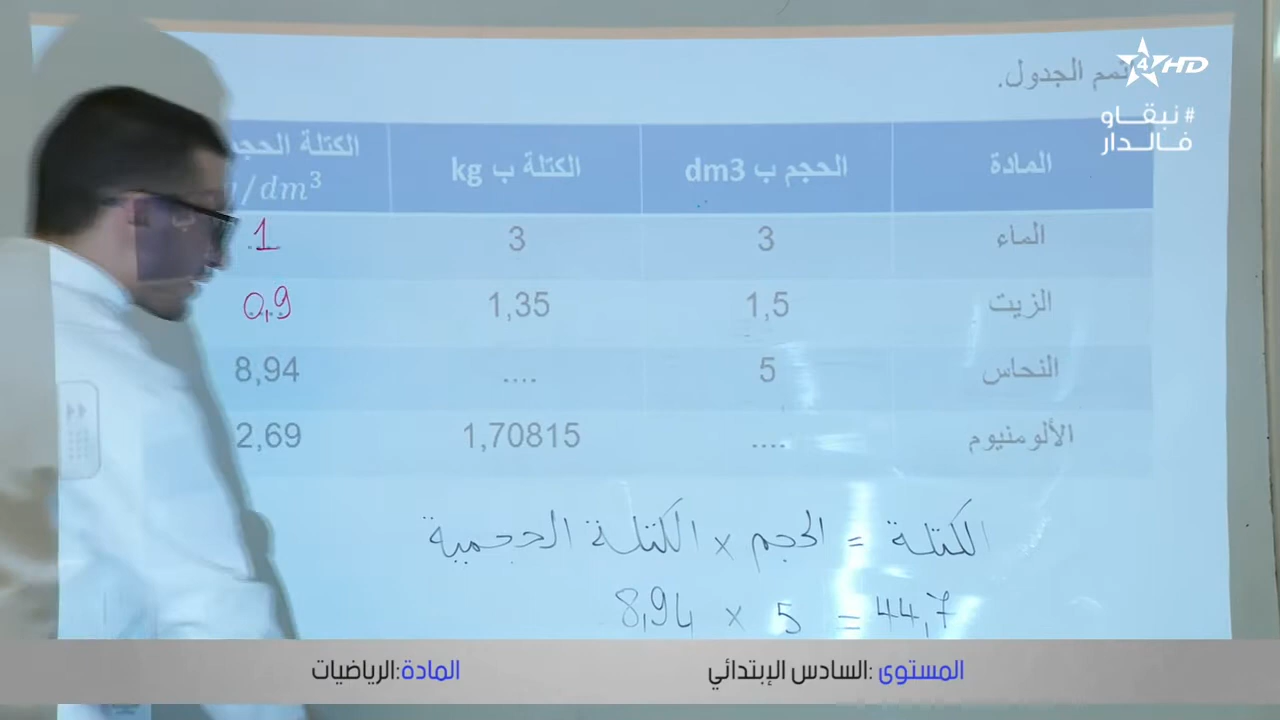 تمم الجدول.
4 HD
# نبقاو
فالدار
المادة الحجم ب dm3 الكتلة ب kg الكتلة
/dm³
الماء 3 3 1
الزيت 1,5 1,35 0,9
النحاس 5 .... 8,94
الألومنيوم .... 1,70815 2,69
الكتلة = الحجم × الكتلة الحجمية
8,94 × 5 = 44,7
المستوى :السادس الإبتدائي المادة:الرياضيات